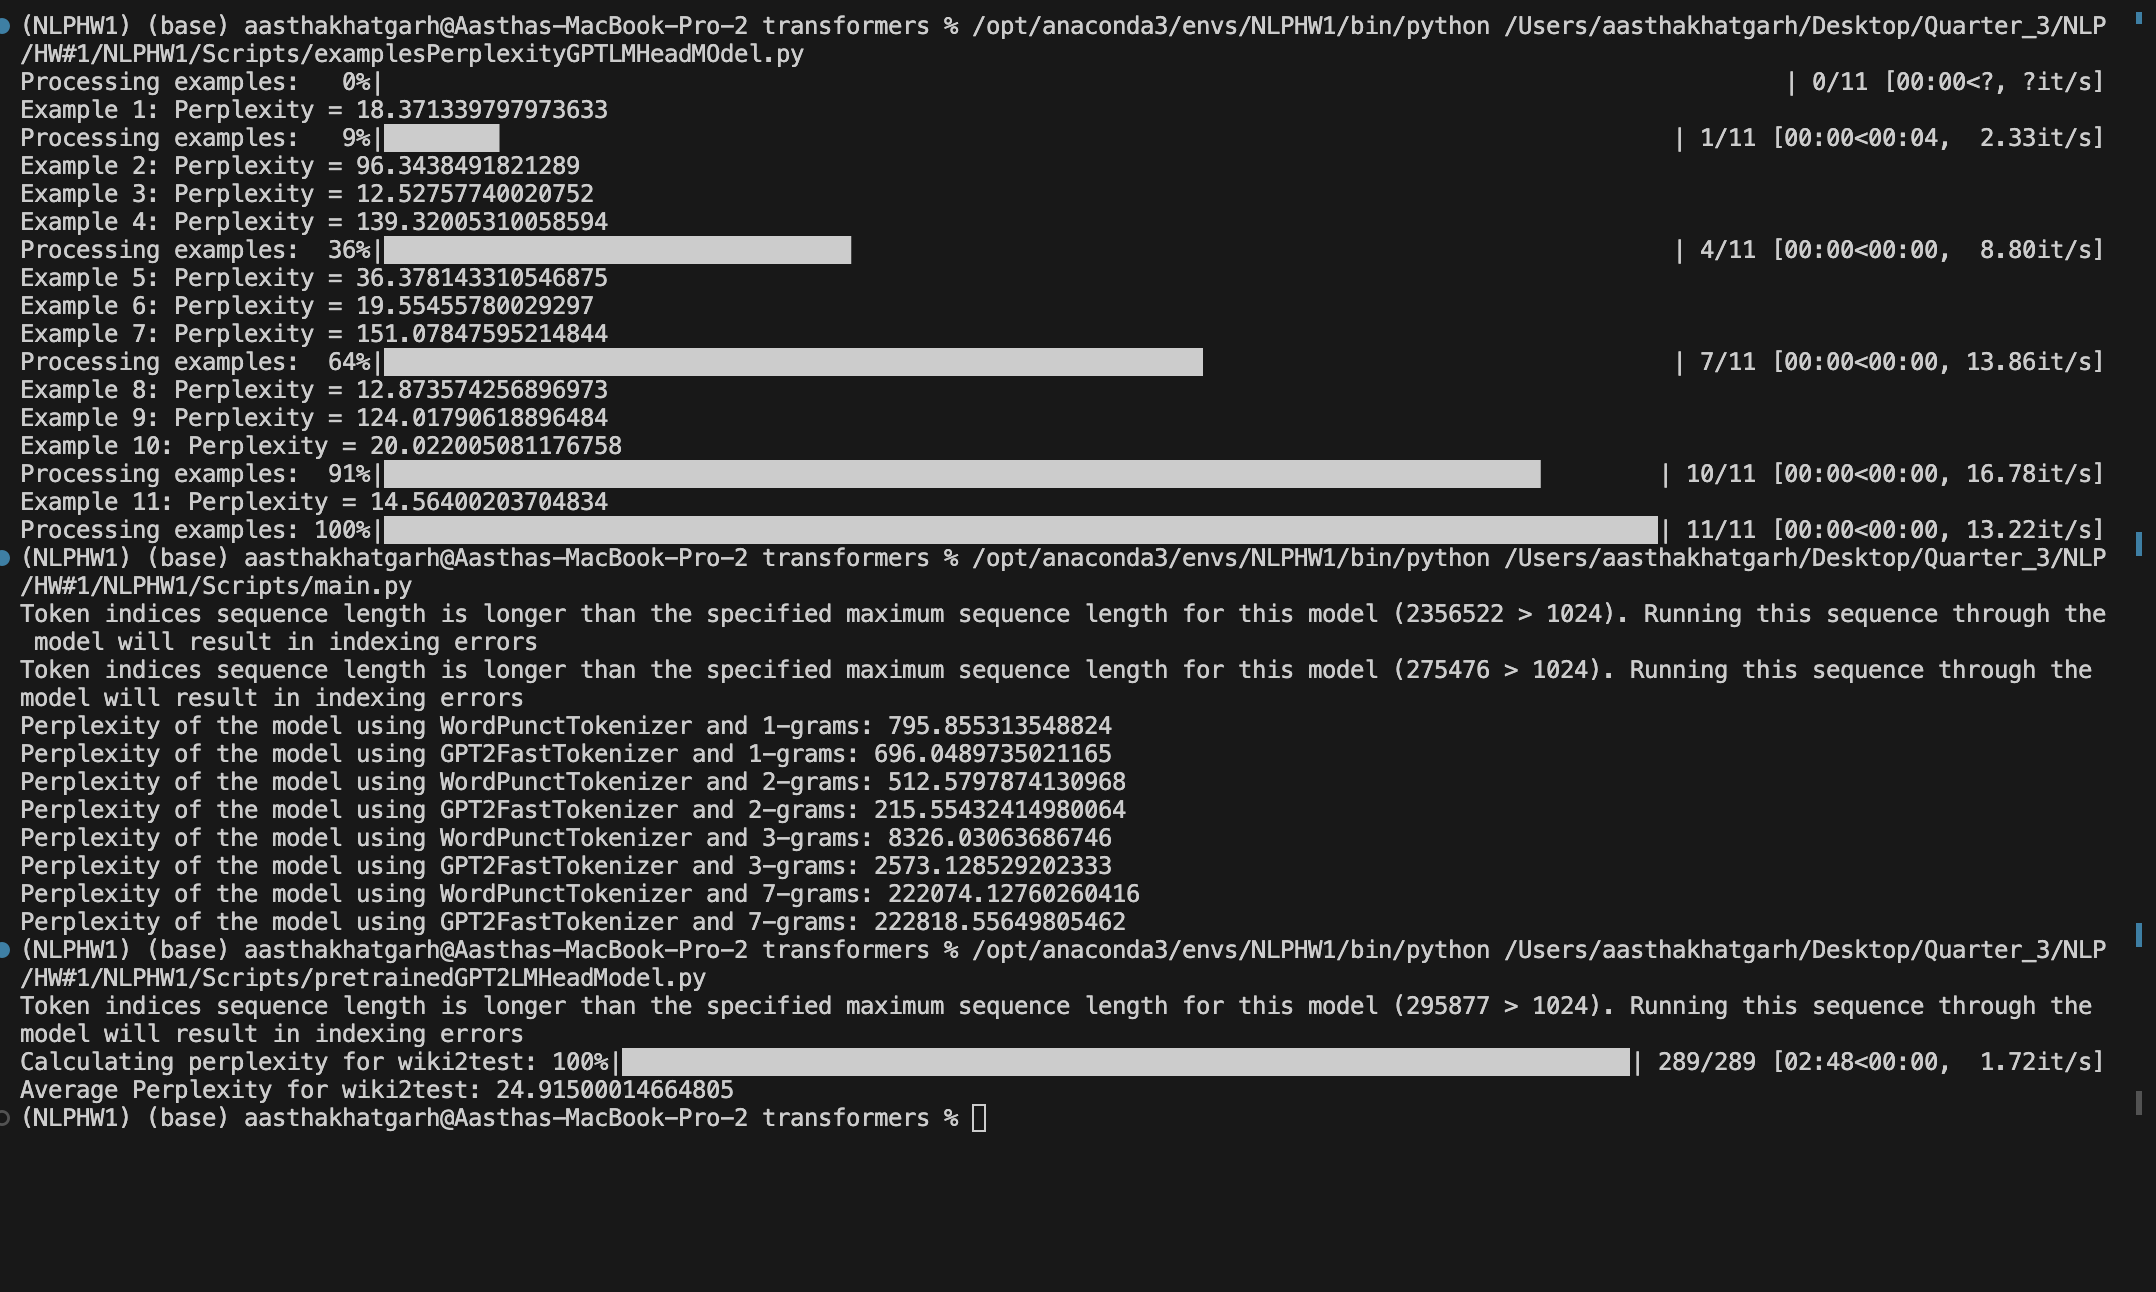 (NLPHW1) (base) aasthakhatgarh@Aasthas-MacBook-Pro-2 transformers % /opt/anaconda3/envs/NLPHW1/bin/python /Users/aasthakhatgarh/Desktop/Quarter_3/NLP
/HW#1/NLPHW1/Scripts/examplesPerplexityGPTLMHeadMOdel.py
Processing examples:   0%|                                                  | 0/11 [00:00<?, ?it/s]
Example 1: Perplexity = 18.371339797973633
Processing examples:   9%|                                                  | 1/11 [00:00<00:04,  2.33it/s]
Example 2: Perplexity = 96.3438491821289
Example 3: Perplexity = 12.52757740020752
Example 4: Perplexity = 139.32005310058594
Processing examples:  36%|                                                  | 4/11 [00:00<00:00,  8.80it/s]
Example 5: Perplexity = 36.378143310546875
Example 6: Perplexity = 19.55455780029297
Example 7: Perplexity = 151.07847595214844
Processing examples:  64%|                                                  | 7/11 [00:00<00:00, 13.86it/s]
Example 8: Perplexity = 12.873574256896973
Example 9: Perplexity = 124.01790618896484
Example 10: Perplexity = 20.022005081176758
Processing examples:  91%|                                                  | 10/11 [00:00<00:00, 16.78it/s]
Example 11: Perplexity = 14.56400203704834
Processing examples: 100%|                                                  | 11/11 [00:00<00:00, 13.22it/s]
(NLPHW1) (base) aasthakhatgarh@Aasthas-MacBook-Pro-2 transformers % /opt/anaconda3/envs/NLPHW1/bin/python /Users/aasthakhatgarh/Desktop/Quarter_3/NLP
/HW#1/NLPHW1/Scripts/main.py
Token indices sequence length is longer than the specified maximum sequence length for this model (2356522 > 1024). Running this sequence through the
 model will result in indexing errors
Token indices sequence length is longer than the specified maximum sequence length for this model (275476 > 1024). Running this sequence through the
model will result in indexing errors
Perplexity of the model using WordPunctTokenizer and 1-grams: 795.855313548824
Perplexity of the model using GPT2FastTokenizer and 1-grams: 696.0489735021165
Perplexity of the model using WordPunctTokenizer and 2-grams: 512.5797874130968
Perplexity of the model using GPT2FastTokenizer and 2-grams: 215.55432414980064
Perplexity of the model using WordPunctTokenizer and 3-grams: 8326.03063686746
Perplexity of the model using GPT2FastTokenizer and 3-grams: 2573.128529202333
Perplexity of the model using WordPunctTokenizer and 7-grams: 222074.12760260416
Perplexity of the model using GPT2FastTokenizer and 7-grams: 222818.55649805462
(NLPHW1) (base) aasthakhatgarh@Aasthas-MacBook-Pro-2 transformers % /opt/anaconda3/envs/NLPHW1/bin/python /Users/aasthakhatgarh/Desktop/Quarter_3/NLP
/HW#1/NLPHW1/Scripts/pretrainedGPT2LMHeadModel.py
Token indices sequence length is longer than the specified maximum sequence length for this model (295877 > 1024). Running this sequence through the
model will result in indexing errors
Calculating perplexity for wiki2test: 100%|                                                  | 289/289 [02:48<00:00,  1.72it/s]
Average Perplexity for wiki2test: 24.91500014664805
(NLPHW1) (base) aasthakhatgarh@Aasthas-MacBook-Pro-2 transformers %